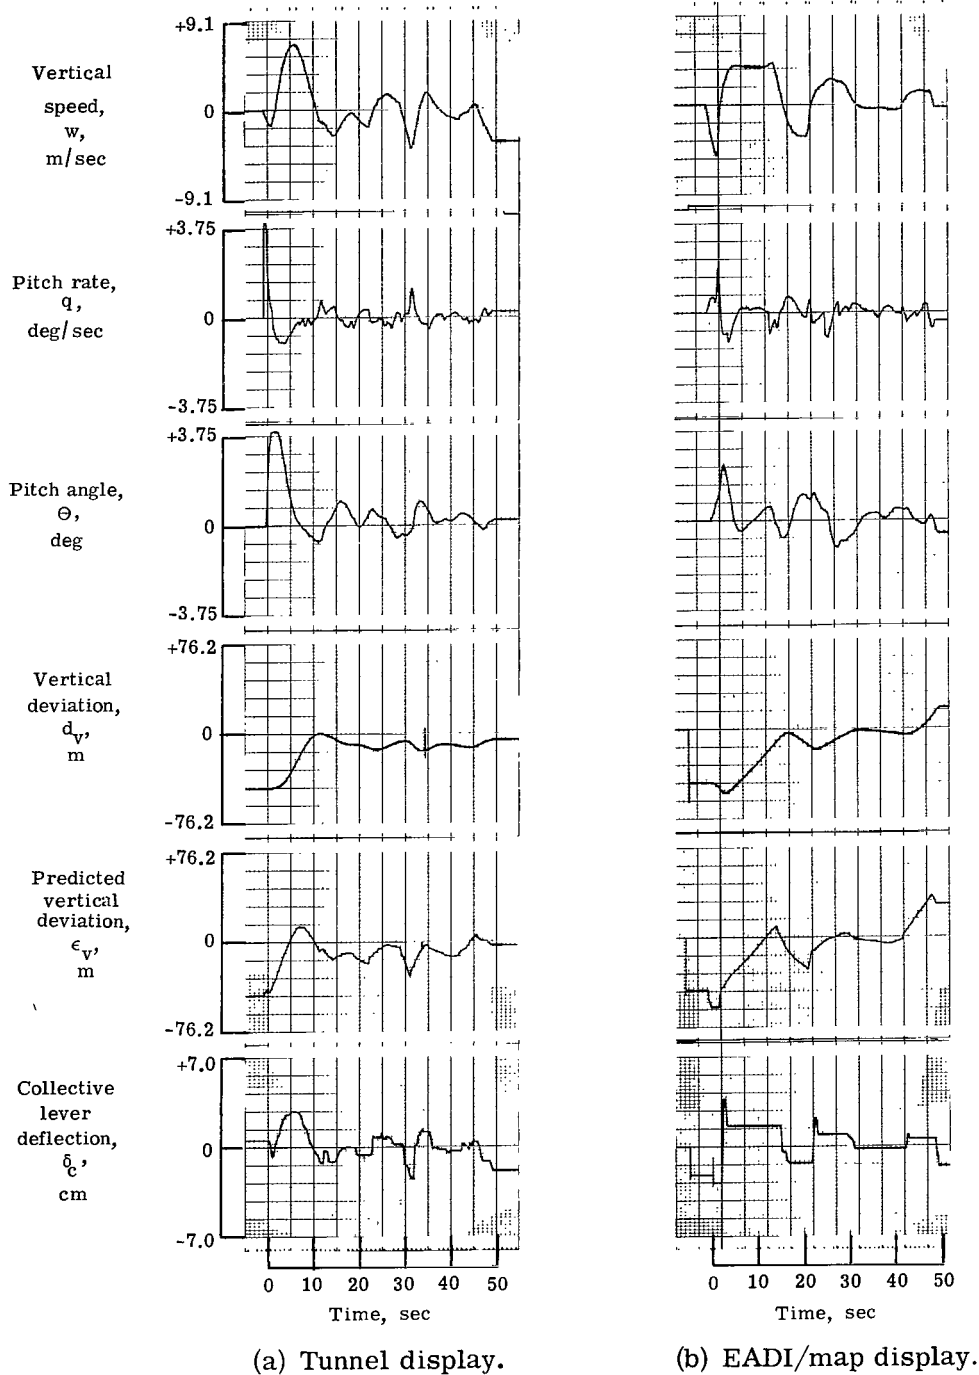 +9.1
Vertical
speed,
w,
m/sec
0
-9.1
+3.75
Pitch rate,
q,
deg/sec
0
-3.75
+3.75
Pitch angle,
Θ,
deg
0
-3.75
+76.2
Vertical
deviation,
d_v,
m
0
-76.2
+76.2
Predicted
vertical
deviation,
ϵ_v,
m
0
-76.2
+7.0
Collective
lever
deflection,
δ_c,
cm
0
-7.0
0 10 20 30 40 50
Time, sec
(a) Tunnel display.
0 10 20 30 40 50
Time, sec
(b) EADI/map display.